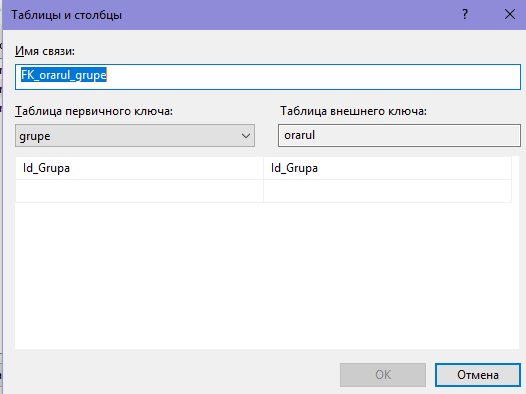 Таблицы и столбцы
?
Имя связи:
FK_orarul_grupe
Таблица первичного ключа:
Таблица внешнего ключа:
grupe
orarul
Id_Grupa
Id_Grupa
OK
Отмена